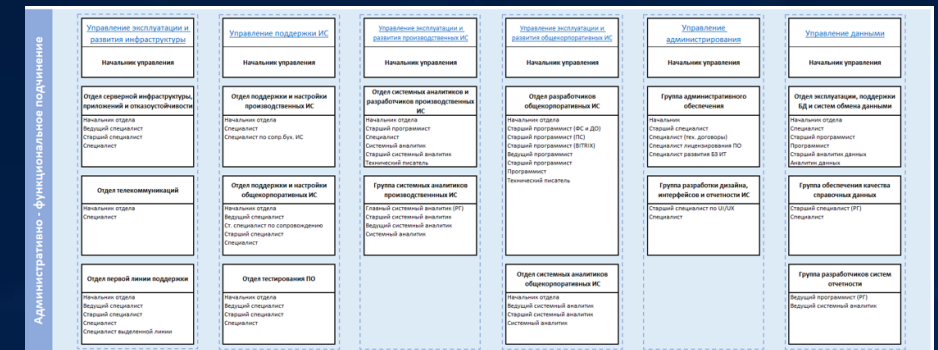 Административно - функциональное подчинение
Управление эксплуатации и
развития инфраструктуры
Начальник управления
Отдел серверной инфраструктуры,
приложений и отказоустойчивости
Начальник отдела
Ведущий специалист
Старший специалист
Специалист
Отдел телекоммуникаций
Начальник отдела
Специалист
Отдел первой линии поддержки
Начальник отдела
Ведущий специалист
Старший специалист
Специалист
Специалист выделенной линии
Управление поддержки ИС
Начальник управления
Отдел поддержки и настройки
производственных ИС
Начальник отдела
Специалист
Специалист по сопр.бух. ИС
Отдел поддержки и настройки
общекорпоративных ИС
Начальник отдела
Ведущий специалист
Ст. специалист по сопровождению
Старший специалист
Специалист
Отдел тестирования ПО
Начальник отдела
Ведущий специалист
Старший специалист
Специалист
Управление эксплуатации и
развития производственных ИС
Начальник управления
Отдел системных аналитиков и
разработчиков производственных
ИС
Начальник отдела
Старший программист
Специалист
Системный аналитик
Старший системный аналитик
Технический писатель
Группа системных аналитиков
производственных ИС
Главный системный аналитик (РГ)
Старший системный аналитик
Ведущий системный аналитик
Системный аналитик
Управление эксплуатации и
развития общекорпоративных ИС
Начальник управления
Отдел разработчиков
общекорпоративных ИС
Начальник отдела
Старший программист (ФС и ДО)
Старший программист (ПС)
Старший программист (BITRIX)
Ведущий программист
Старший программист
Программист
Технический писатель
Отдел системных аналитиков
общекорпоративных ИС
Начальник отдела
Ведущий системный аналитик
Старший системный аналитик
Системный аналитик
Управление
администрирования
Начальник управления
Группа административного
обеспечения
Начальник
Старший специалист
Специалист (тех. договоры)
Специалист лицензирования ПО
Специалист развития БЗ ИТ
Группа разработки дизайна,
интерфейсов и отчетности ИС
Старший специалист по UI/UX
Специалист
Управление данными
Начальник управления
Отдел эксплуатации, поддержки
БД и систем обмена данными
Начальник отдела
Специалист
Старший программист
Программист
Старший аналитик данных
Аналитик данных
Группа обеспечения качества
справочных данных
Старший специалист (РГ)
Специалист
Группа разработчиков систем
отчетности
Ведущий программист (РГ)
Ведущий системный аналитик